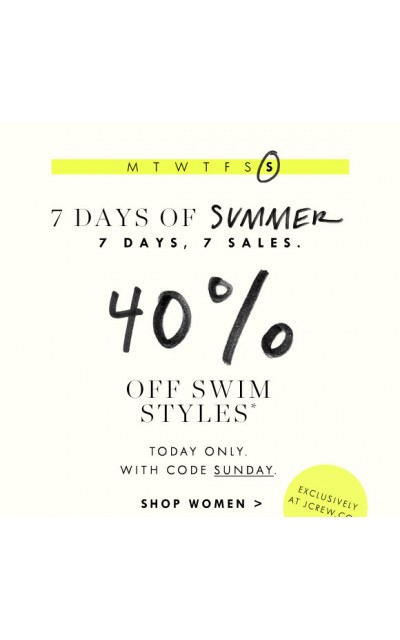 M T W T F S S
7 DAYS OF SUMMER
7 DAYS, 7 SALES.
40%
OFF SWIM
STYLES*
TODAY ONLY.
WITH CODE SUNDAY.
SHOP WOMEN >
EXCLUSIVELY
AT JCREW.CO